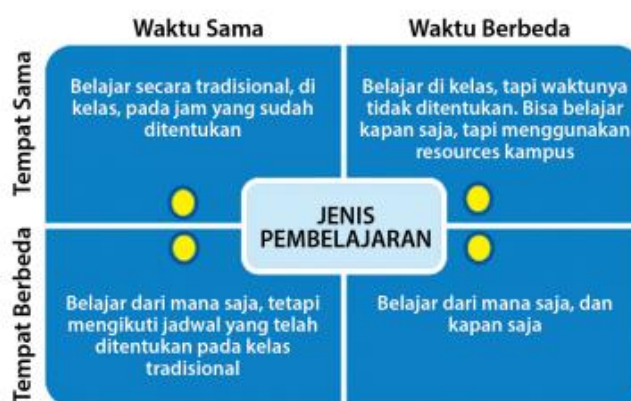 Waktu Sama
Waktu Berbeda
Tempat Sama
Belajar secara tradisional, di
kelas, pada jam yang sudah
ditentukan
Belajar di kelas, tapi waktunya
tidak ditentukan. Bisa belajar
kapan saja, tapi menggunakan
resources kampus
JENIS
PEMBELAJARAN
Tempat Berbeda
Belajar dari mana saja, tetapi
mengikuti jadwal yang telah
ditentukan pada kelas
tradisional
Belajar dari mana saja, dan
kapan saja